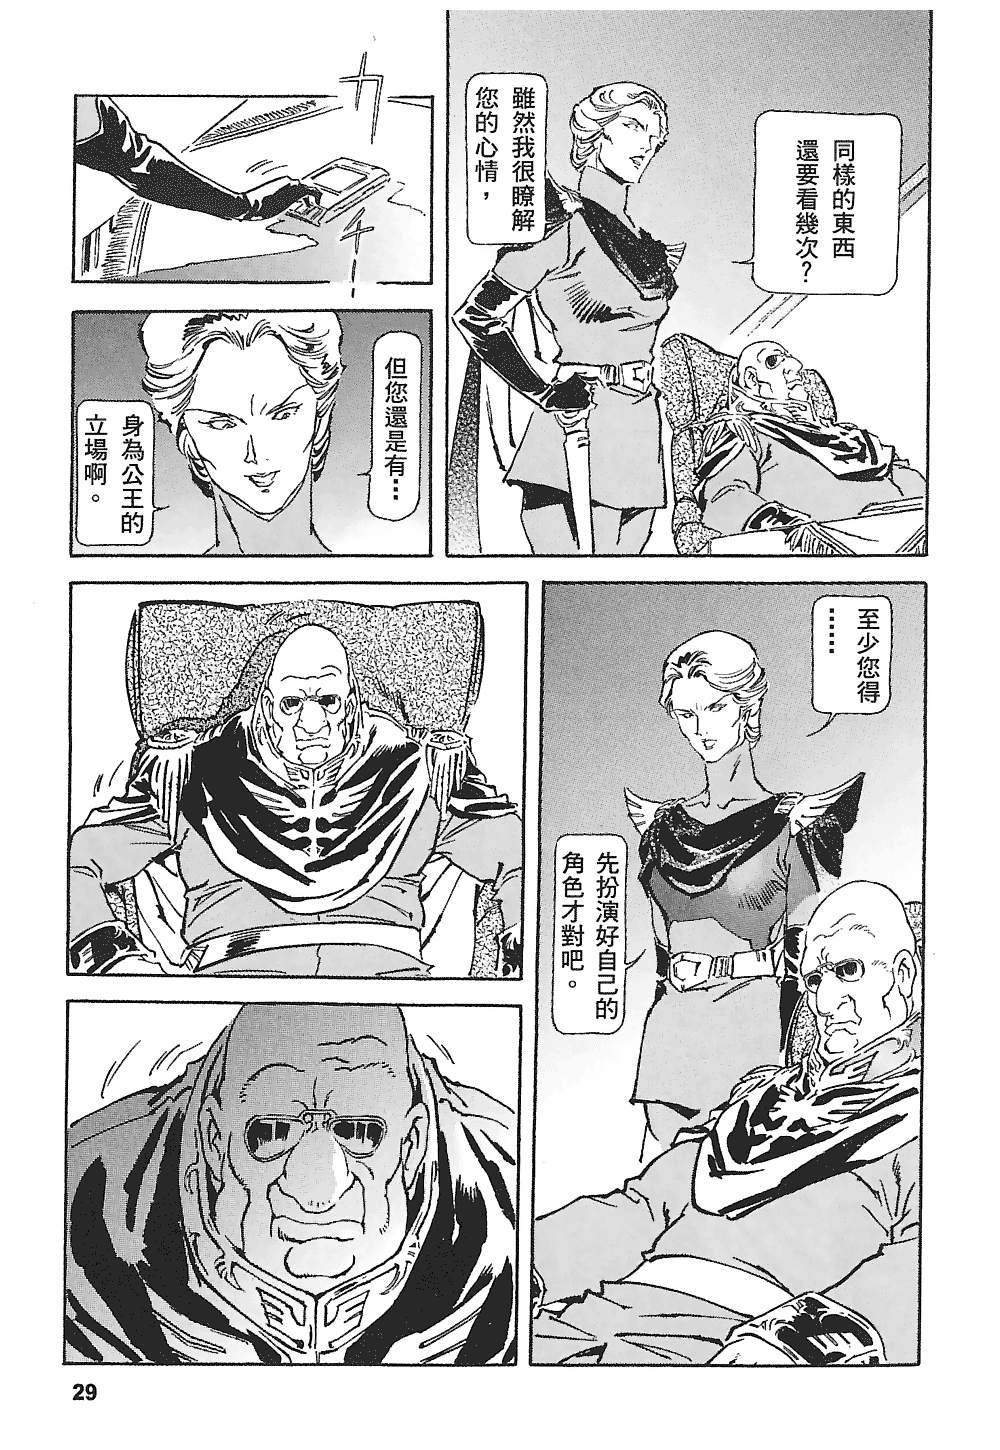 同樣的東西
還要看幾次？
雖然我很瞭解
您的心情，
カ
チ
但您還是有…
身為公王的
立場啊。
至少您得
……
先扮演好自己的
角色才對吧。
29